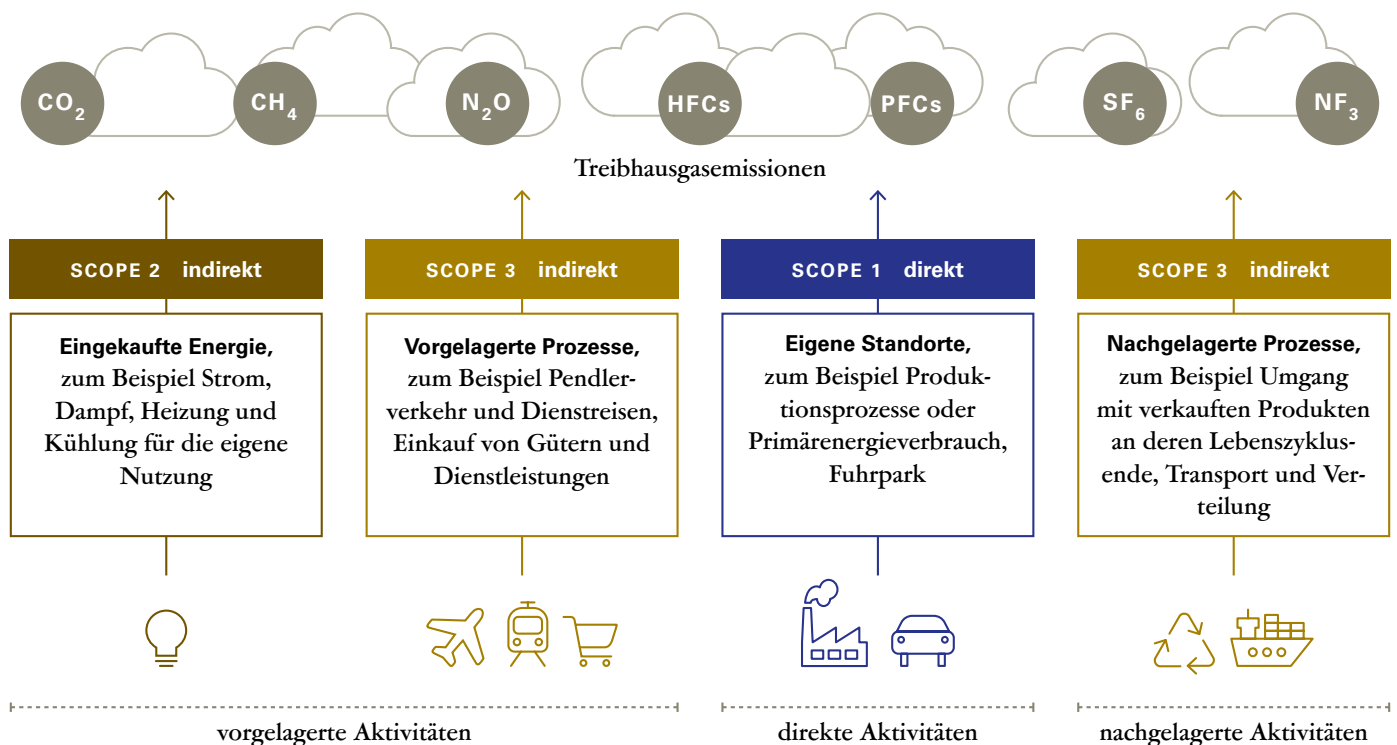 CO₂
CH₄
N₂O
HFCs
PFCs
SF₆
NF₃
Treibhausgasemissionen
SCOPE 2 indirekt
Eingekaufte Energie,
zum Beispiel Strom,
Dampf, Heizung und
Kühlung für die eigene
Nutzung
SCOPE 3 indirekt
Vorgelagerte Prozesse,
zum Beispiel Pendler-
verkehr und Dienstreisen,
Einkauf von Gütern und
Dienstleistungen
SCOPE 1 direkt
Eigene Standorte,
zum Beispiel Produk-
tionsprozesse oder
Primärenergieverbrauch,
Fuhrpark
SCOPE 3 indirekt
Nachgelagerte Prozesse,
zum Beispiel Umgang
mit verkauften Produkten
an deren Lebenszyklus-
ende, Transport und Ver-
teilung
vorgelagerte Aktivitäten
direkte Aktivitäten
nachgelagerte Aktivitäten